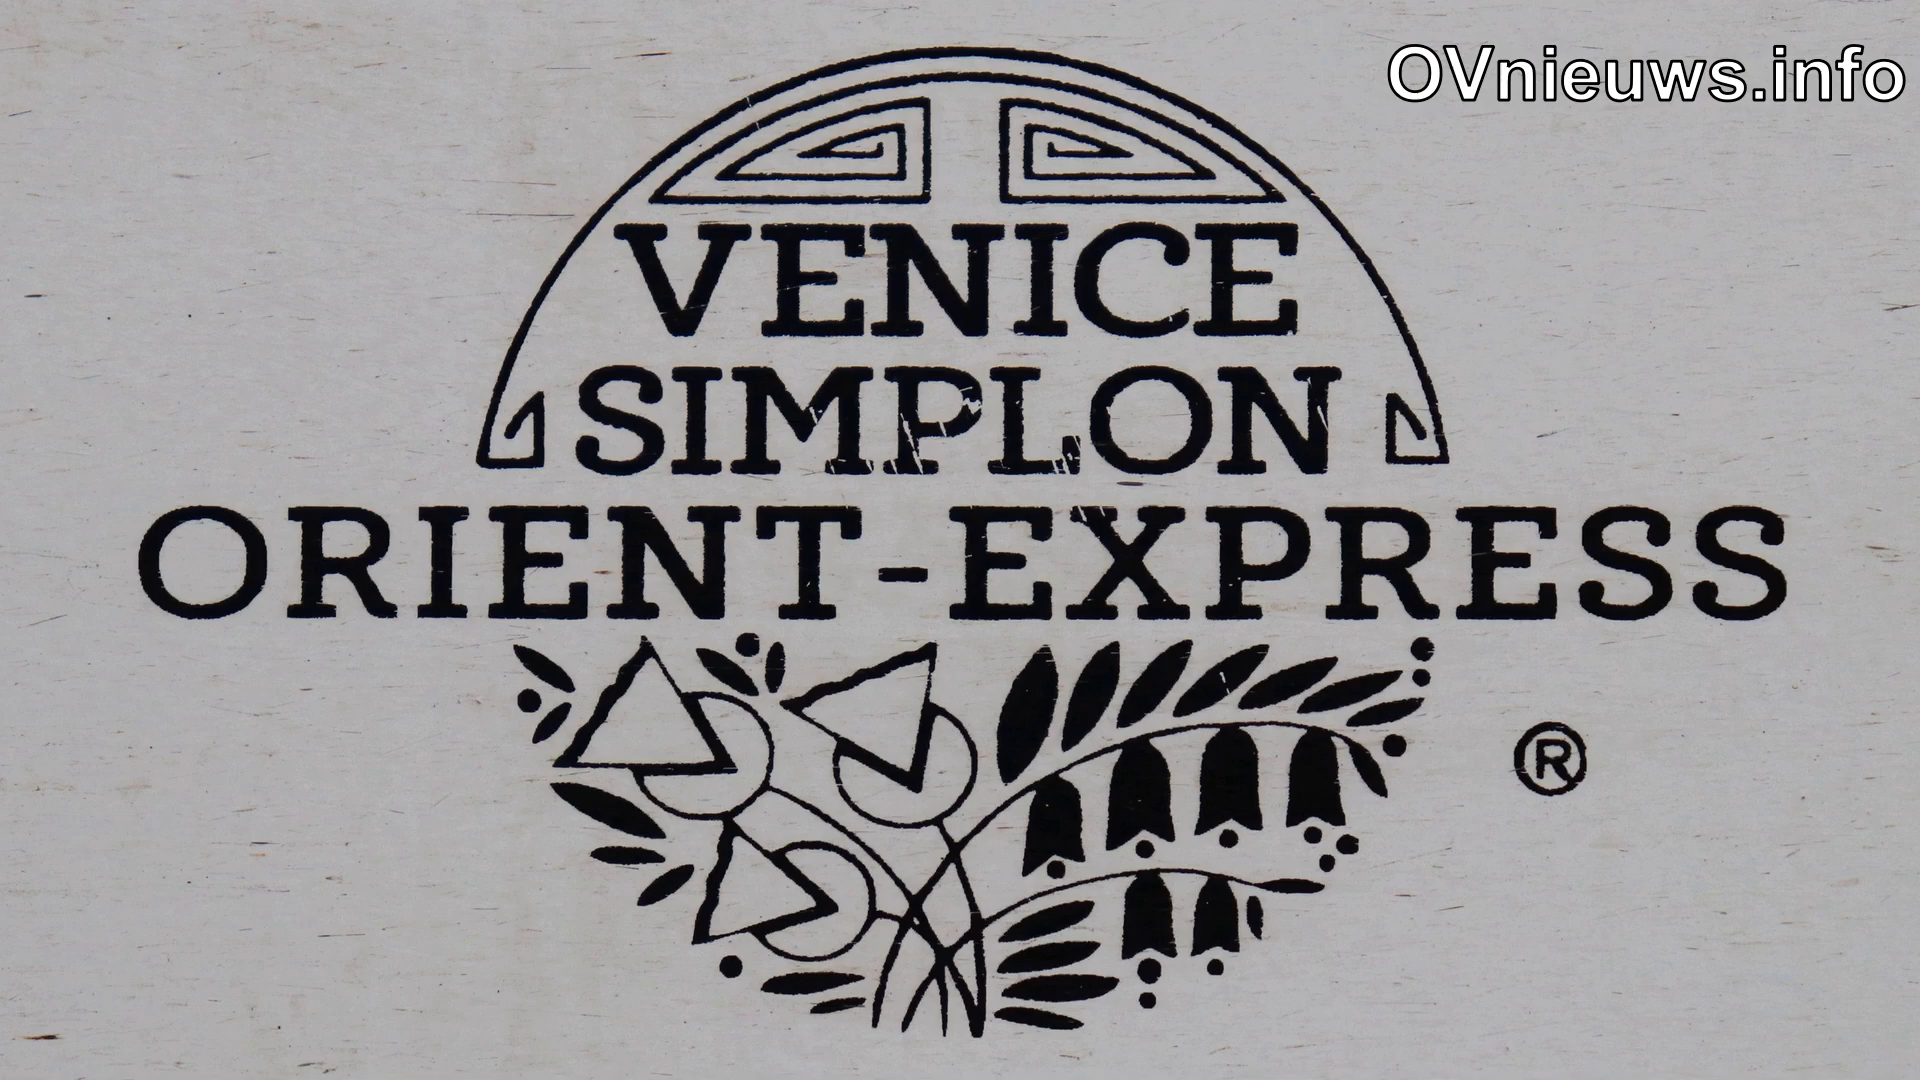 OVnieuws.info
VENICE
SIMPLON
ORIENT-EXPRESS
®